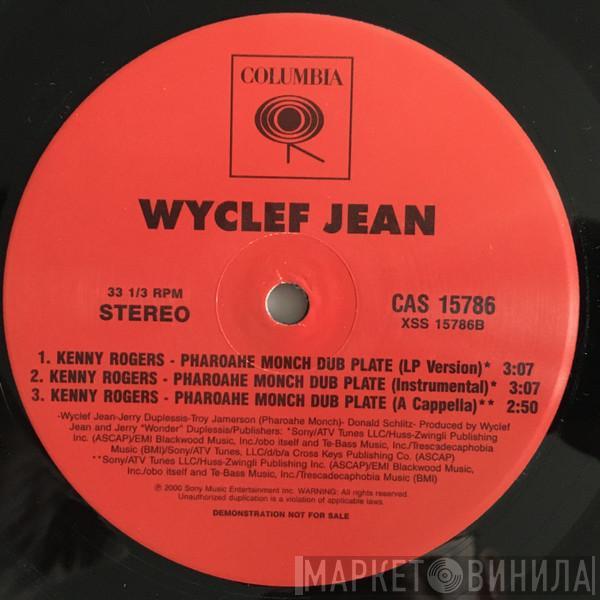 COLUMBIA
WYCLEF JEAN
33 1/3 RPM
STEREO
CAS 15786
XSS 15786B
1. KENNY ROGERS - PHAROAHE MONCH DUB PLATE (LP Version)* 3:07
2. KENNY ROGERS - PHAROAHE MONCH DUB PLATE (Instrumental)* 3:07
3. KENNY ROGERS - PHAROAHE MONCH DUB PLATE (A Cappella)** 2:50
-Wyclef Jean-Jerry Duplessis-Troy Jamerson (Pharoahe Monch)- Donald Schlitz- Produced by Wyclef
Jean and Jerry "Wonder" Duplessis/Publishers: *Sony/ATV Tunes LLC/Huss-Zwingli Publishing
Inc. (ASCAP)/EMI Blackwood Music, Inc./obo itself and Te-Bass Music, Inc./Trescadecaphobia
Music (BMI)/Sony/ATV Tunes, LLC/d/b/a Cross Keys Publishing Co. (ASCAP)
**Sony/ATV Tunes LLC/Huss-Zwingli Publishing Inc. (ASCAP)/EMI Blackwood Music,
Inc./obo itself and Te-Bass Music, Inc./Trescadecaphobia Music (BMI)
℗ 2000 Sony Music Entertainment Inc. WARNING: All rights reserved.
Unauthorized duplication is a violation of applicable laws.
DEMONSTRATION NOT FOR SALE
МАРКЕТ ВИНИЛА